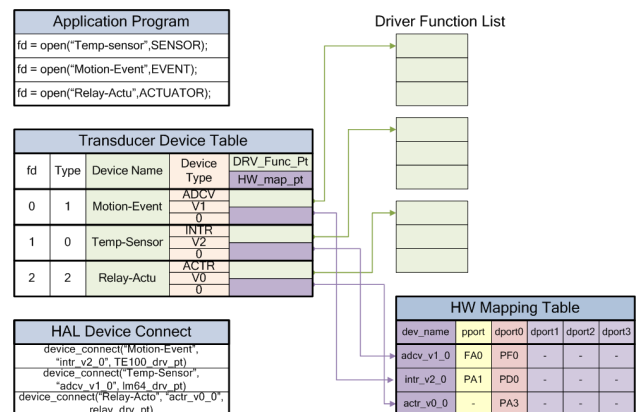 Application Program
fd = open("Temp-sensor",SENSOR);
fd = open("Motion-Event",EVENT);
fd = open("Relay-Actu",ACTUATOR);
Driver Function List
Transducer Device Table
fd Type Device Name Device Type DRV_Func_Pt HW_map_pt
0 1 Motion-Event ADCV V1 0
1 0 Temp-Sensor INTR V2 0
2 2 Relay-Actu ACTR V0 0
HAL Device Connect
device_connect("Motion-Event",
"intr_v2_0", TE100_drv_pt)
device_connect("Temp-Sensor",
"adcv_v1_0", lm64_drv_pt)
device_connect("Relay-Acto", "actr_v0_0",
relay_drv_pt)
HW Mapping Table
dev_name pport dport0 dport1 dport2 dport3
adcv_v1_0 FA0 PF0 - - -
intr_v2_0 PA1 PD0 - - -
actr_v0_0 - PA3 - - -